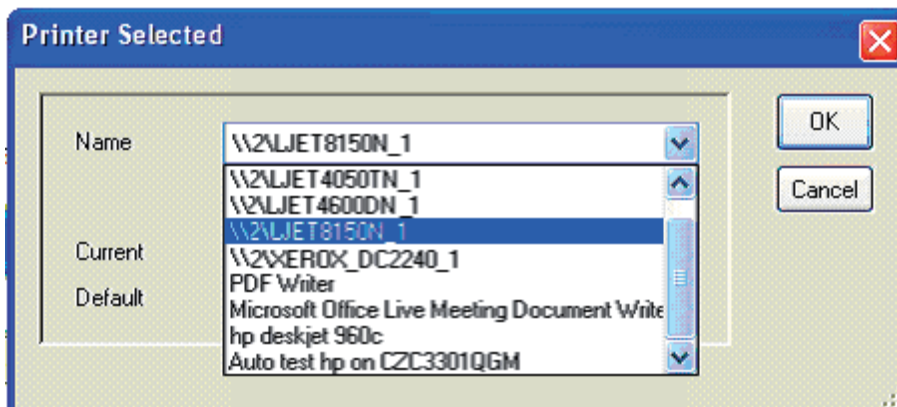 Printer Selected
Name
\\2\LJET8150N_1
OK
\\2\LJET4050TN_1
Cancel
\\2\LJET4600DN_1
\\2\LJET8150N_1
Current
\\2\XEROX_DC2240_1
PDF Writer
Default
Microsoft Office Live Meeting Document Write
hp deskjet 960c
Auto test hp on CZC3301QGM